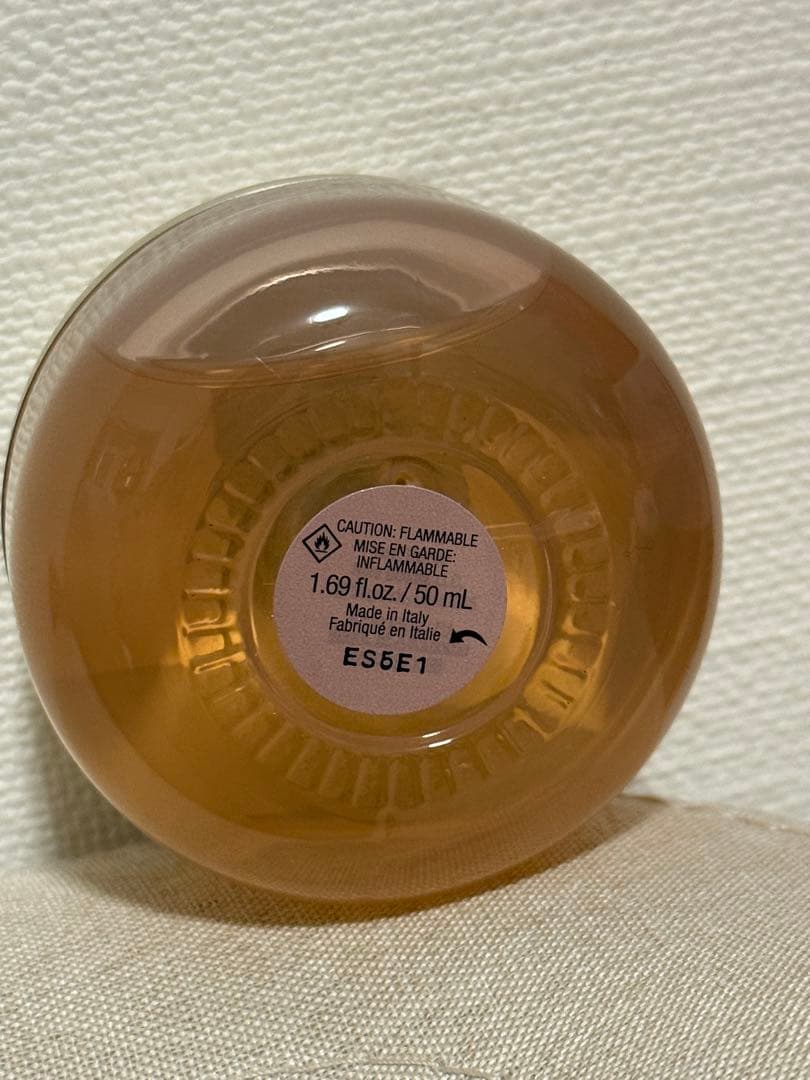 CAUTION: FLAMMABLE
MISE EN GARDE:
INFLAMMABLE
1.69 fl.oz. / 50 mL
Made in Italy
Fabriqué en Italie
ES5E1